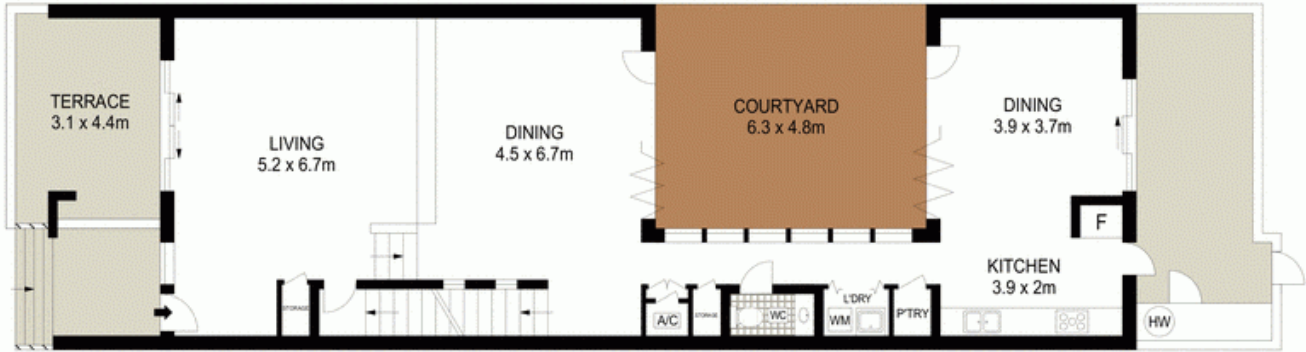 TERRACE
3.1 x 4.4m
LIVING
5.2 x 6.7m
DINING
4.5 x 6.7m
COURTYARD
6.3 x 4.8m
DINING
3.9 x 3.7m
F
KITCHEN
3.9 x 2m
STORAGE
A/C
STORAGE
WC
L'DRY
WM
P'TRY
HW